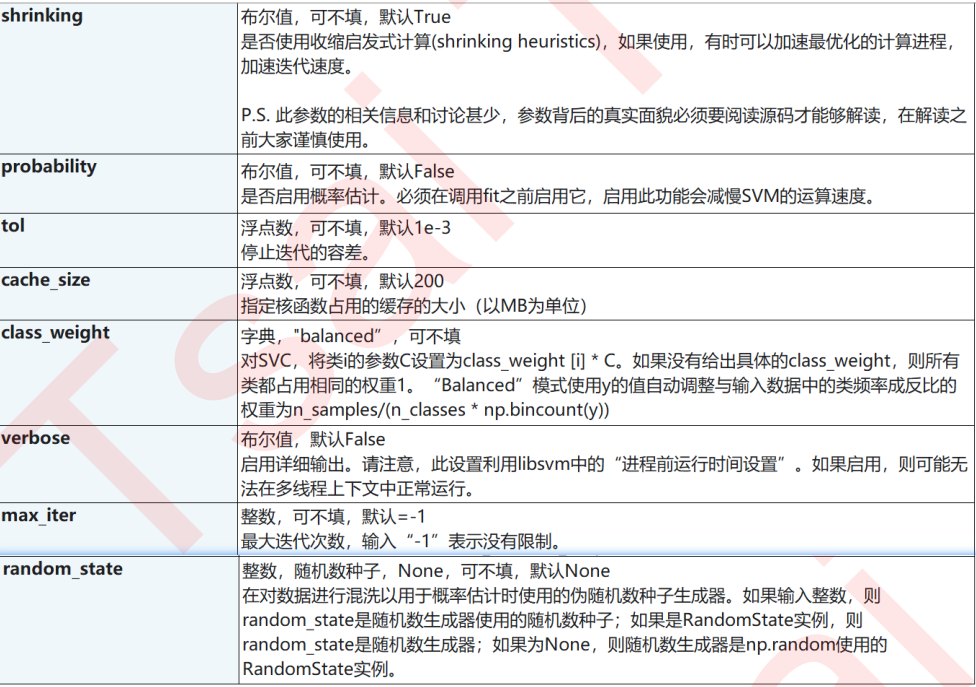 shrinking
布尔值，可不填，默认True
是否使用收缩启发式计算(shrinking heuristics)，如果使用，有时可以加速最优化的计算进程，
加速迭代速度。
P.S. 此参数的相关信息和讨论甚少，参数背后的真实面貌必须要阅读源码才能够解读，在解读之
前大家谨慎使用。
probability
布尔值，可不填，默认False
是否启用概率估计。必须在调用fit之前启用它，启用此功能会减慢SVM的运算速度。
tol
浮点数，可不填，默认1e-3
停止迭代的容差。
cache_size
浮点数，可不填，默认200
指定核函数占用的缓存的大小（以MB为单位）
class_weight
字典，"balanced”，可不填
对SVC，将类i的参数C设置为class_weight [i] * C。如果没有给出具体的class_weight，则所有
类都占用相同的权重1。“Balanced”模式使用y的值自动调整与输入数据中的类频率成反比的
权重为n_samples/(n_classes * np.bincount(y))
verbose
布尔值，默认False
启用详细输出。请注意，此设置利用libsvm中的“进程前运行时间设置”。如果启用，则可能无
法在多线程上下文中正常运行。
max_iter
整数，可不填，默认=-1
最大迭代次数，输入“-1”表示没有限制。
random_state
整数，随机数种子，None，可不填，默认None
在对数据进行混洗以用于概率估计时使用的伪随机数种子生成器。如果输入整数，则
random_state是随机数生成器使用的随机数种子；如果是RandomState实例，则
random_state是随机数生成器；如果为None，则随机数生成器是np.random使用的
RandomState实例。
Tsai T
sai